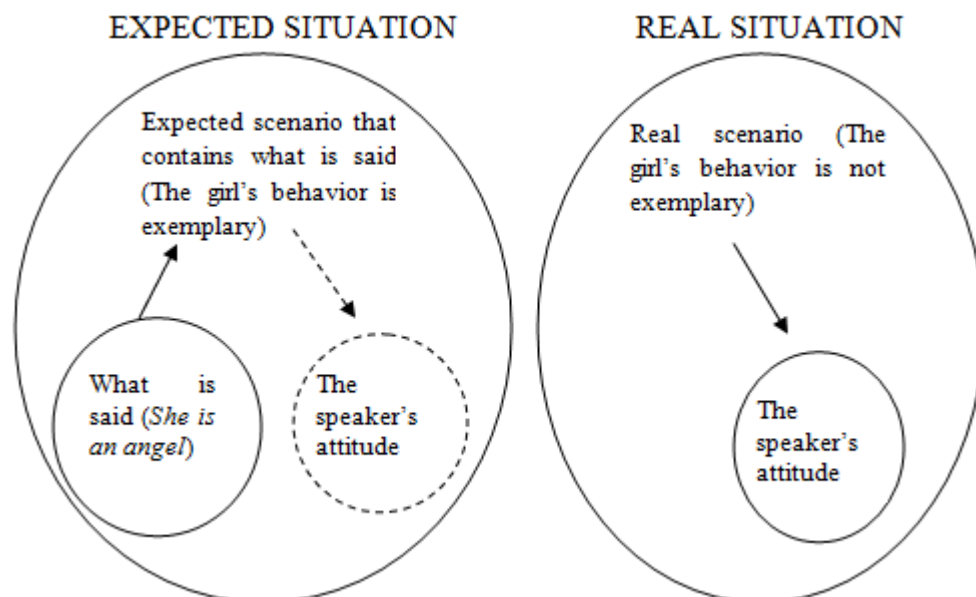 EXPECTED SITUATION
Expected scenario that
contains what is said
(The girl's behavior is
exemplary)
What is
said (She is
an angel)
The
speaker's
attitude
REAL SITUATION
Real scenario (The
girl's behavior is not
exemplary)
The
speaker's
attitude